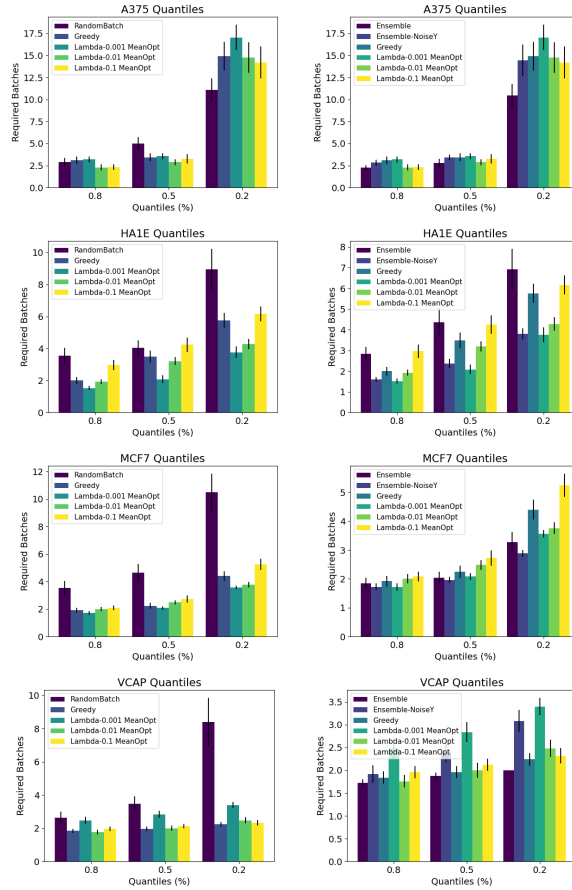 A375 Quantiles
Required Batches
17.5
15.0
12.5
10.0
7.5
5.0
2.5
0.0
RandomBatch
Greedy
Lambda-0.001 MeanOpt
Lambda-0.01 MeanOpt
Lambda-0.1 MeanOpt
0.8
0.5
0.2
Quantiles (%)
A375 Quantiles
Required Batches
17.5
15.0
12.5
10.0
7.5
5.0
2.5
0.0
Ensemble
Ensemble-NoiseY
Greedy
Lambda-0.001 MeanOpt
Lambda-0.01 MeanOpt
Lambda-0.1 MeanOpt
0.8
0.5
0.2
Quantiles (%)
HA1E Quantiles
Required Batches
10
8
6
4
2
0
RandomBatch
Greedy
Lambda-0.001 MeanOpt
Lambda-0.01 MeanOpt
Lambda-0.1 MeanOpt
0.8
0.5
0.2
Quantiles (%)
HA1E Quantiles
Required Batches
8
7
6
5
4
3
2
1
0
Ensemble
Ensemble-NoiseY
Greedy
Lambda-0.001 MeanOpt
Lambda-0.01 MeanOpt
Lambda-0.1 MeanOpt
0.8
0.5
0.2
Quantiles (%)
MCF7 Quantiles
Required Batches
12
10
8
6
4
2
0
RandomBatch
Greedy
Lambda-0.001 MeanOpt
Lambda-0.01 MeanOpt
Lambda-0.1 MeanOpt
0.8
0.5
0.2
Quantiles (%)
MCF7 Quantiles
Required Batches
5
4
3
2
1
0
Ensemble
Ensemble-NoiseY
Greedy
Lambda-0.001 MeanOpt
Lambda-0.01 MeanOpt
Lambda-0.1 MeanOpt
0.8
0.5
0.2
Quantiles (%)
VCAP Quantiles
Required Batches
10
8
6
4
2
0
RandomBatch
Greedy
Lambda-0.001 MeanOpt
Lambda-0.01 MeanOpt
Lambda-0.1 MeanOpt
0.8
0.5
0.2
Quantiles (%)
VCAP Quantiles
Required Batches
3.5
3.0
2.5
2.0
1.5
1.0
0.5
0.0
Ensemble
Ensemble-NoiseY
Greedy
Lambda-0.001 MeanOpt
Lambda-0.01 MeanOpt
Lambda-0.1 MeanOpt
0.8
0.5
0.2
Quantiles (%)